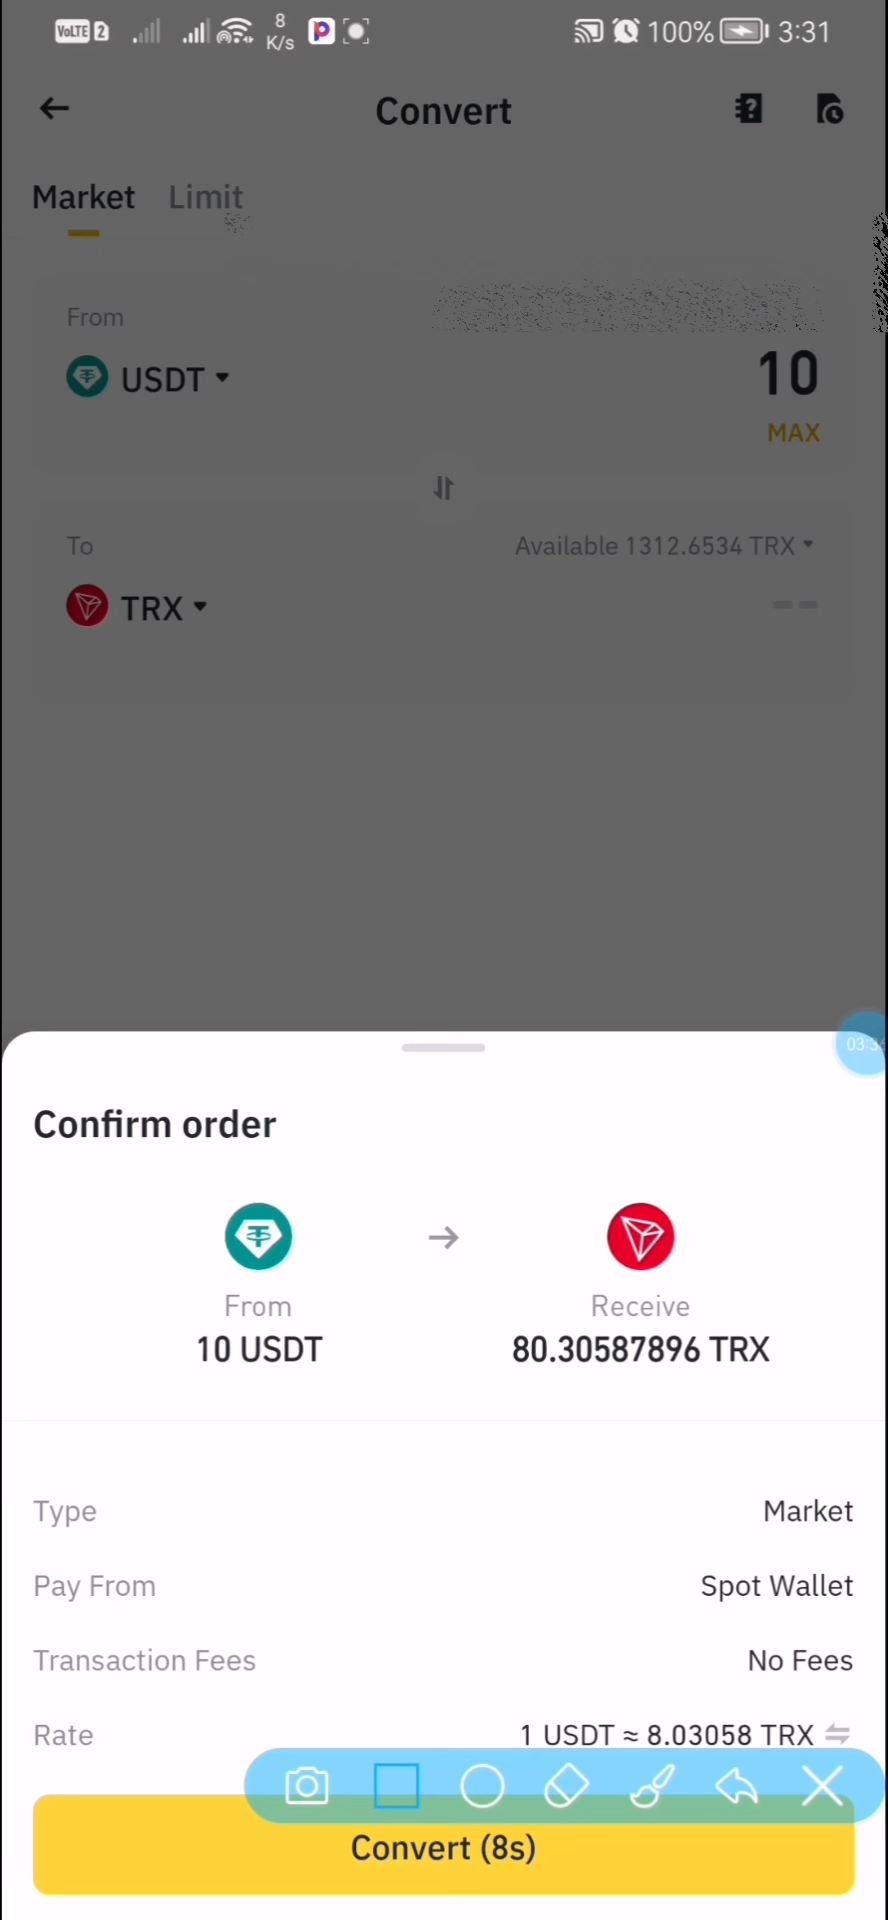 VoLTE 2 8 K/s 100% 3:31
Convert
Market Limit
From
USDT 10
MAX
To Available 1312.6534 TRX
TRX
Confirm order
From Receive
10 USDT 80.30587896 TRX
Type Market
Pay From Spot Wallet
Transaction Fees No Fees
Rate 1 USDT ≈ 8.03058 TRX
Convert (8s)